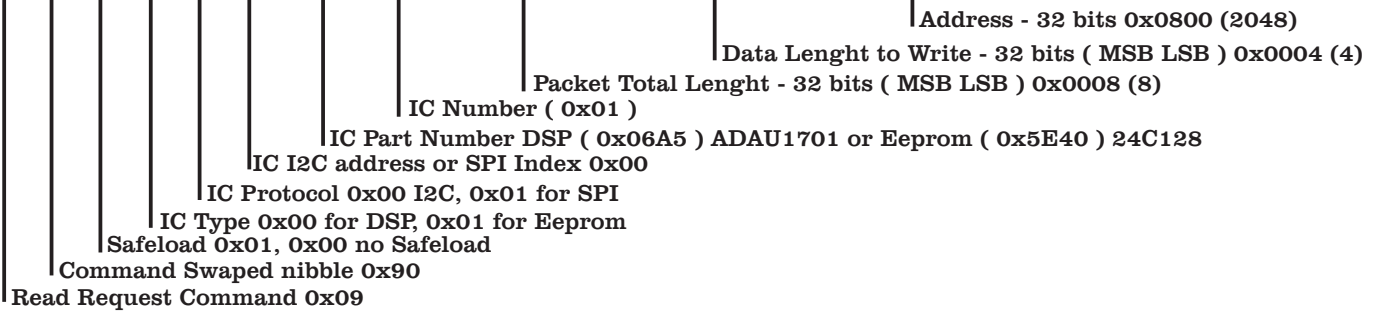 Address - 32 bits 0x0800 (2048)
Data Lenght to Write - 32 bits ( MSB LSB ) 0x0004 (4)
Packet Total Lenght - 32 bits ( MSB LSB ) 0x0008 (8)
IC Number ( 0x01 )
IC Part Number DSP ( 0x06A5 ) ADAU1701 or Eeprom ( 0x5E40 ) 24C128
IC I2C address or SPI Index 0x00
IC Protocol 0x00 I2C, 0x01 for SPI
IC Type 0x00 for DSP, 0x01 for Eeprom
Safeload 0x01, 0x00 no Safeload
Command Swaped nibble 0x90
Read Request Command 0x09